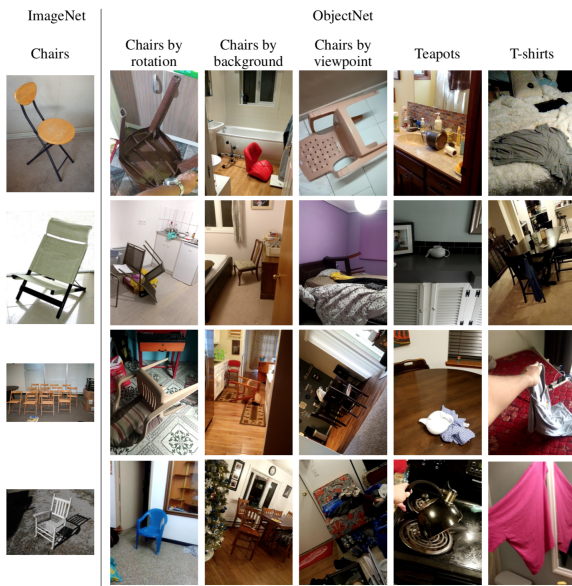 ImageNet
ObjectNet
Chairs
Chairs by
rotation
Chairs by
background
Chairs by
viewpoint
Teapots
T-shirts